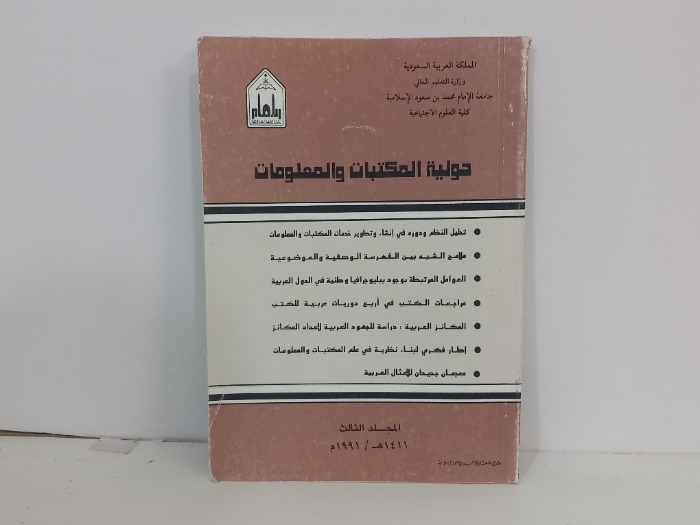 المملكة العربية السعودية
وزارة التعليم العالي
جامعة الإمام محمد بن سعود الإسلامية
كلية العلوم الاجتماعية
حولية المكتبات والمعلومات
● تحليل النظم ودوره في إنشاء وتطوير خدمات المكتبات والمعلومات
● ملامح الشبه بين الفهرسة الوصفية والموضوعية
● العوامل المرتبطة بوجود ببليوجرافيا وطنية في الدول العربية
● مراجعات الكتب في أربع دوريات عربية للكتب
● المكانز العربية : دراسة للجهود العربية لإعداد المكانز
● إطار فكري لبناء نظرية في علم المكتبات والمعلومات
● معجمان جديدان للأمثال العربية
المجلد الثالث
١٤١١هـ / ١٩٩١م